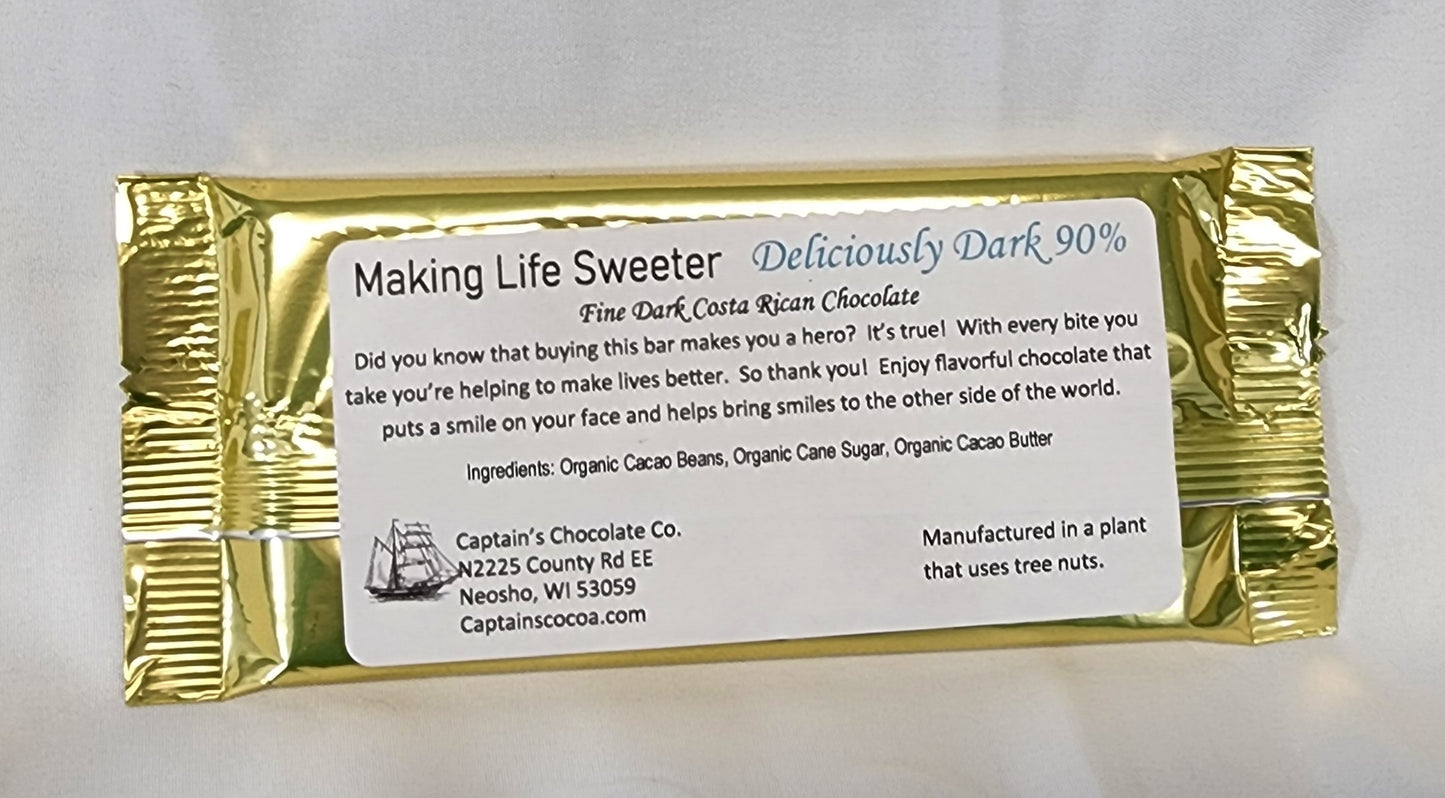 Making Life Sweeter Deliciously Dark 90%
Fine Dark Costa Rican Chocolate
Did you know that buying this bar makes you a hero? It's true! With every bite you
take you're helping to make lives better. So thank you! Enjoy flavorful chocolate that
puts a smile on your face and helps bring smiles to the other side of the world.
Ingredients: Organic Cacao Beans, Organic Cane Sugar, Organic Cacao Butter
Captain's Chocolate Co.
N2225 County Rd EE
Neosho, WI 53059
Captainscocoa.com
Manufactured in a plant
that uses tree nuts.